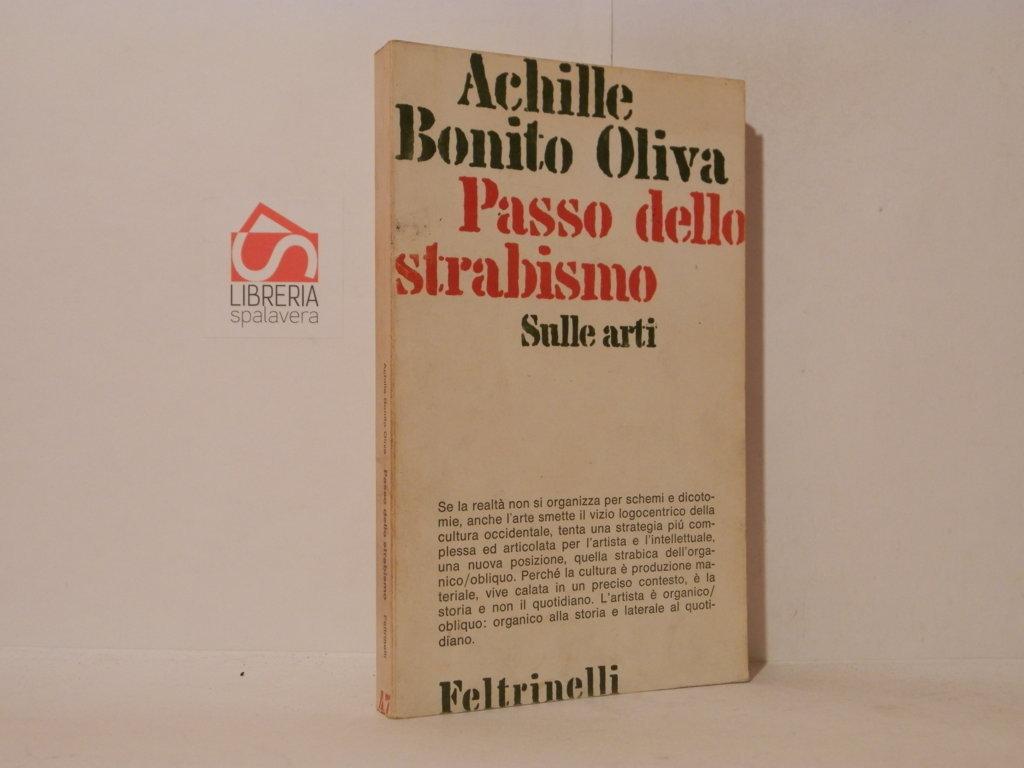 Achille
Bonito Oliva
Passo dello
strabismo
Sulle arti
Se la realtà non si organizza per schemi e dicoto-
mie, anche l'arte smette il vizio logocentrico della
cultura occidentale, tenta una strategia piú com-
plessa ed articolata per l'artista e l'intellettuale,
una nuova posizione, quella strabica dell'orga-
nico/obliquo. Perché la cultura è produzione ma-
teriale, vive calata in un preciso contesto, è la
storia e non il quotidiano. L'artista è organico/
obliquo: organico alla storia e laterale al quoti-
diano.
Feltrinelli
Achille Bonito Oliva Passo dello strabismo Feltrinelli
LIBRERIA
spalavera